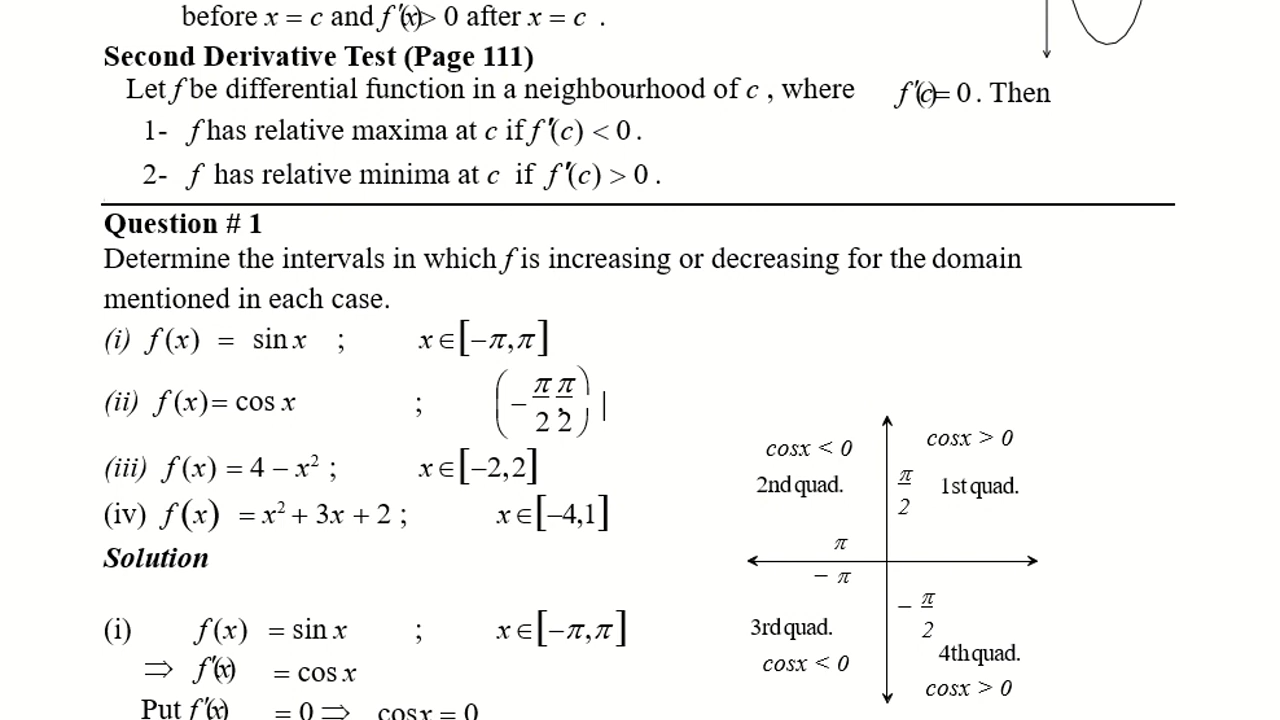 before x = c and f′(x) > 0 after x = c .
Second Derivative Test (Page 111)
Let f be differential function in a neighbourhood of c , where f′(c) = 0 . Then
1- f has relative maxima at c if f″(c) < 0 .
2- f has relative minima at c if f″(c) > 0 .
Question # 1
Determine the intervals in which f is increasing or decreasing for the domain
mentioned in each case.
(i) f(x) = sin x ; x ∈ [−π, π]
(ii) f(x) = cos x ; (−π/2, π/2) |
(iii) f(x) = 4 − x² ; x ∈ [−2,2]
(iv) f(x) = x² + 3x + 2 ; x ∈ [−4,1]
Solution
(i) f(x) = sin x ; x ∈ [−π, π]
⇒ f′(x) = cos x
Put f′(x) = 0 ⇒ cos x = 0
cosx < 0
cosx > 0
2nd quad.
π/2
1st quad.
π
− π
− π/2
3rd quad.
4th quad.
cosx < 0
cosx > 0